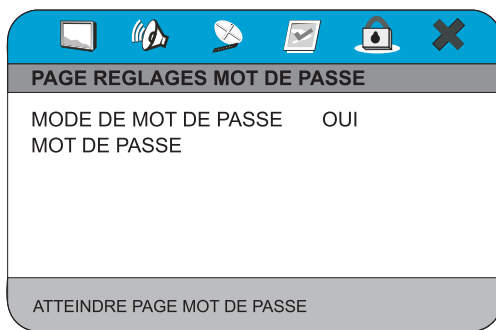 PAGE REGLAGES MOT DE PASSE
MODE DE MOT DE PASSE OUI
MOT DE PASSE
ATTEINDRE PAGE MOT DE PASSE